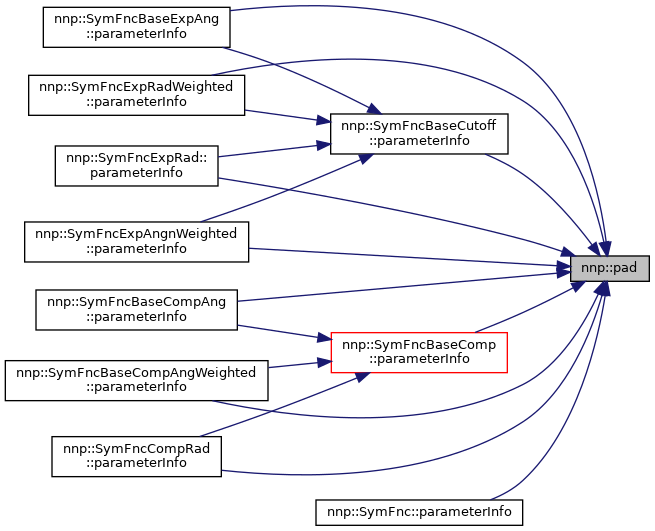 nnp::SymFncBaseExpAng
::parameterInfo
nnp::SymFncExpRadWeighted
::parameterInfo
nnp::SymFncBaseCutoff
::parameterInfo
nnp::SymFncExpRad::
parameterInfo
nnp::SymFncExpAngnWeighted
::parameterInfo
nnp::pad
nnp::SymFncBaseCompAng
::parameterInfo
nnp::SymFncBaseComp
::parameterInfo
nnp::SymFncBaseCompAngWeighted
::parameterInfo
nnp::SymFncCompRad
::parameterInfo
nnp::SymFnc::parameterInfo